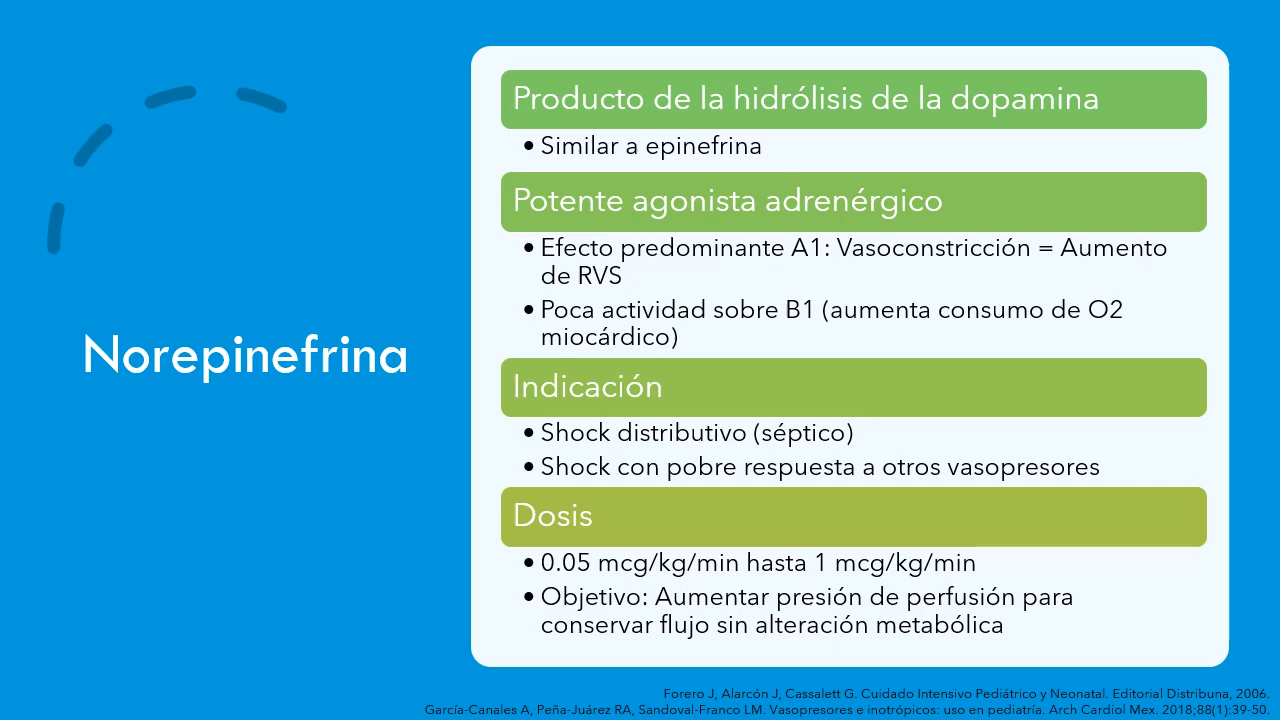 Norepinefrina
Producto de la hidrólisis de la dopamina
• Similar a epinefrina
Potente agonista adrenérgico
• Efecto predominante A1: Vasoconstricción = Aumento
de RVS
• Poca actividad sobre B1 (aumenta consumo de O2
miocárdico)
Indicación
• Shock distributivo (séptico)
• Shock con pobre respuesta a otros vasopresores
Dosis
• 0.05 mcg/kg/min hasta 1 mcg/kg/min
• Objetivo: Aumentar presión de perfusión para
conservar flujo sin alteración metabólica
Forero J, Alarcón J, Cassalett G. Cuidado Intensivo Pediátrico y Neonatal. Editorial Distribuna, 2006.
García-Canales A, Peña-Juárez RA, Sandoval-Franco LM. Vasopresores e inotrópicos: uso en pediatría. Arch Cardiol Mex. 2018;88(1):39-50.